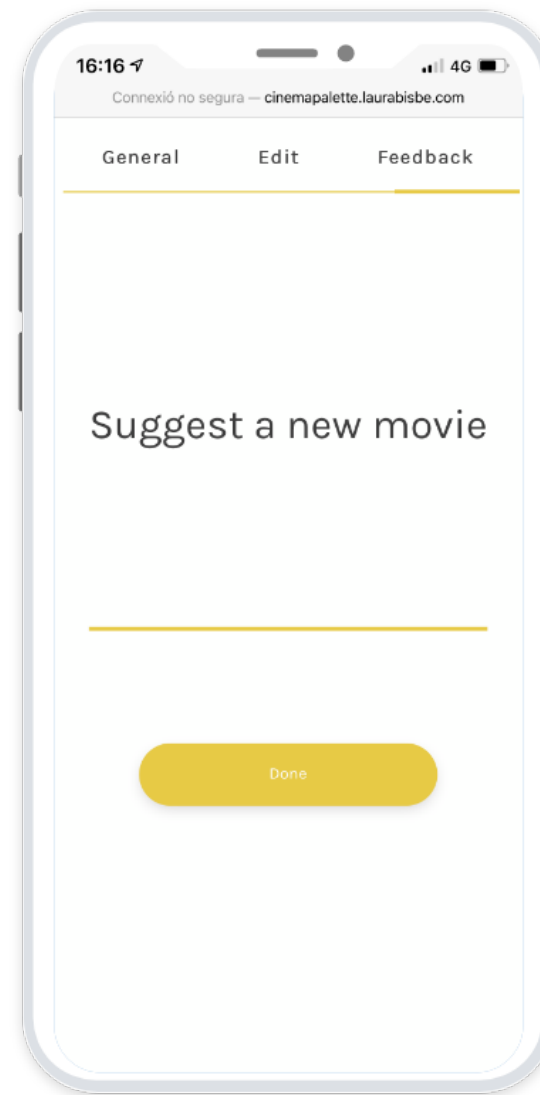 16:16 4G
Connexió no segura — cinemapalette.laurabisbe.com
General Edit Feedback
Suggest a new movie
Done